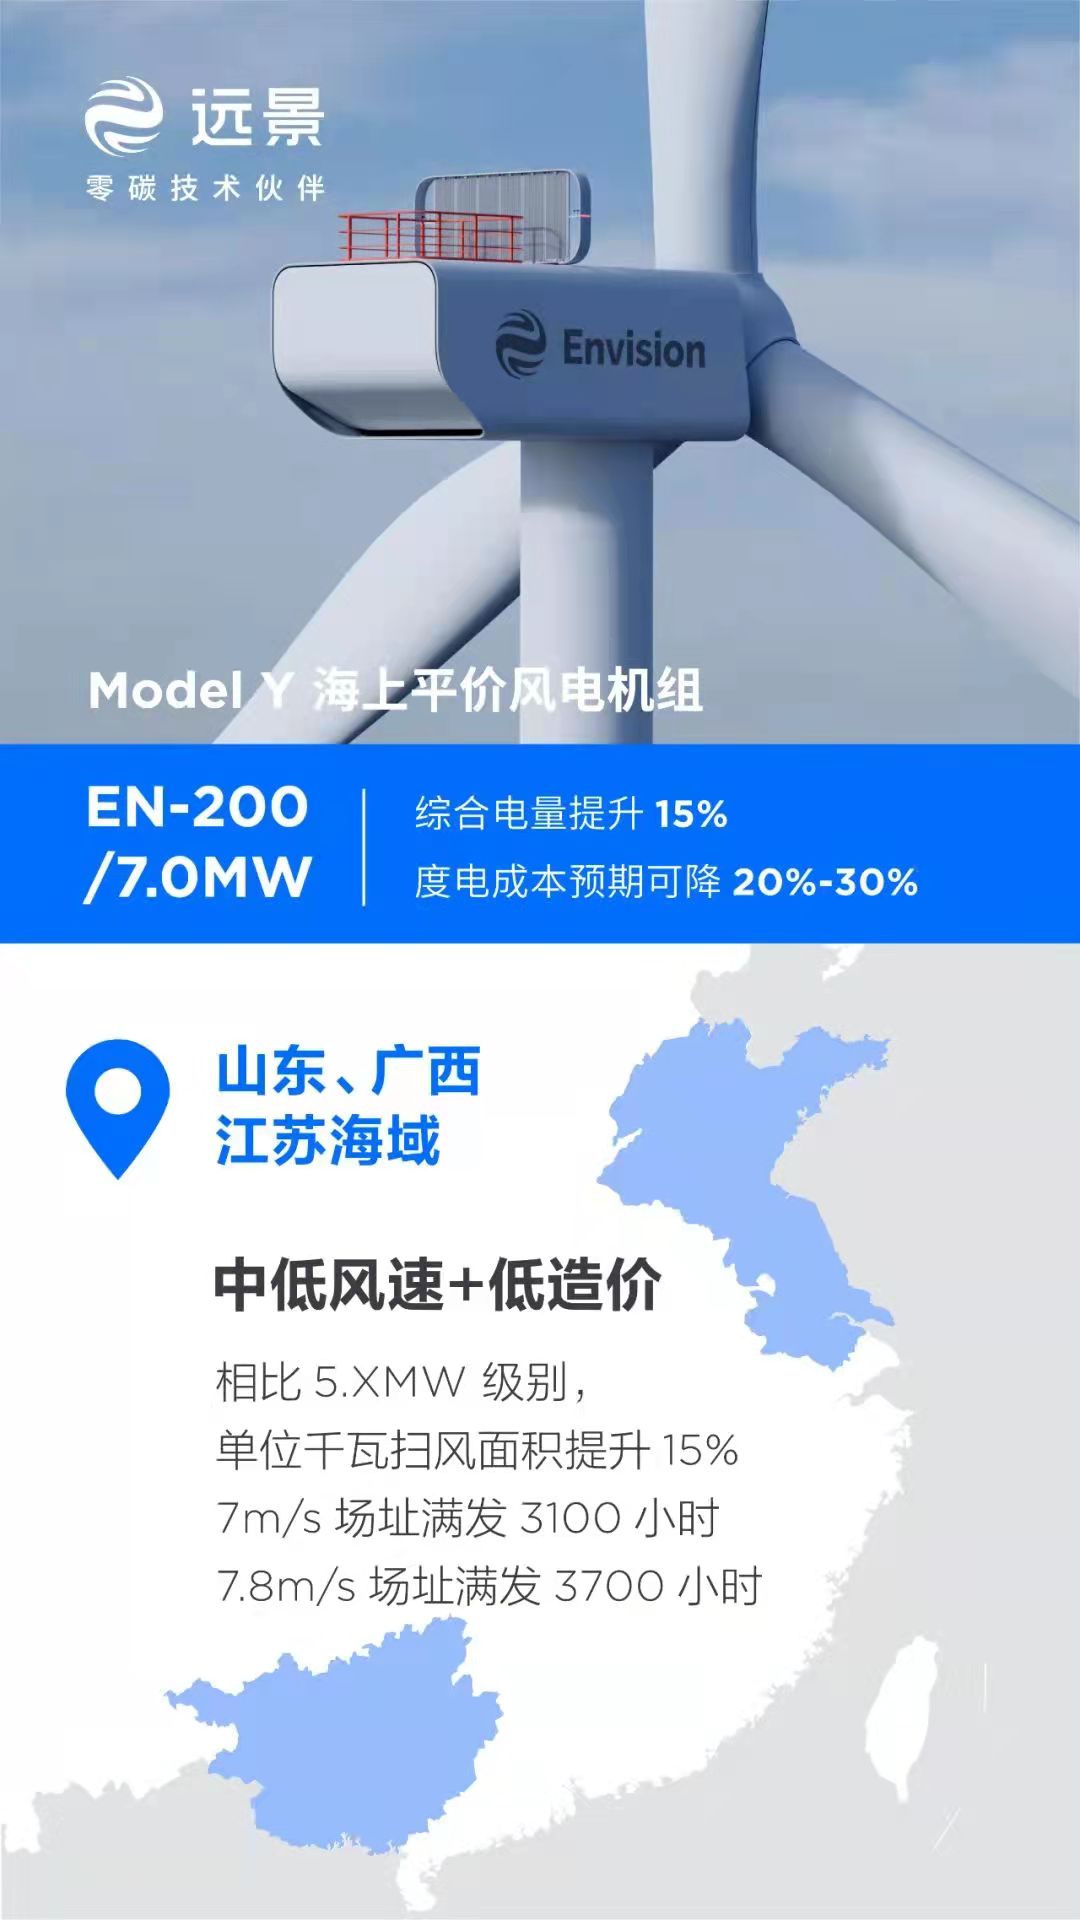 远景
零碳技术伙伴
Envision
Model Y 海上平价风电机组
EN-200
/7.0MW
综合电量提升 15%
度电成本预期可降 20%-30%
山东、广西
江苏海域
中低风速+低造价
相比 5.XMW 级别，
单位千瓦扫风面积提升 15%
7m/s 场址满发 3100 小时
7.8m/s 场址满发 3700 小时